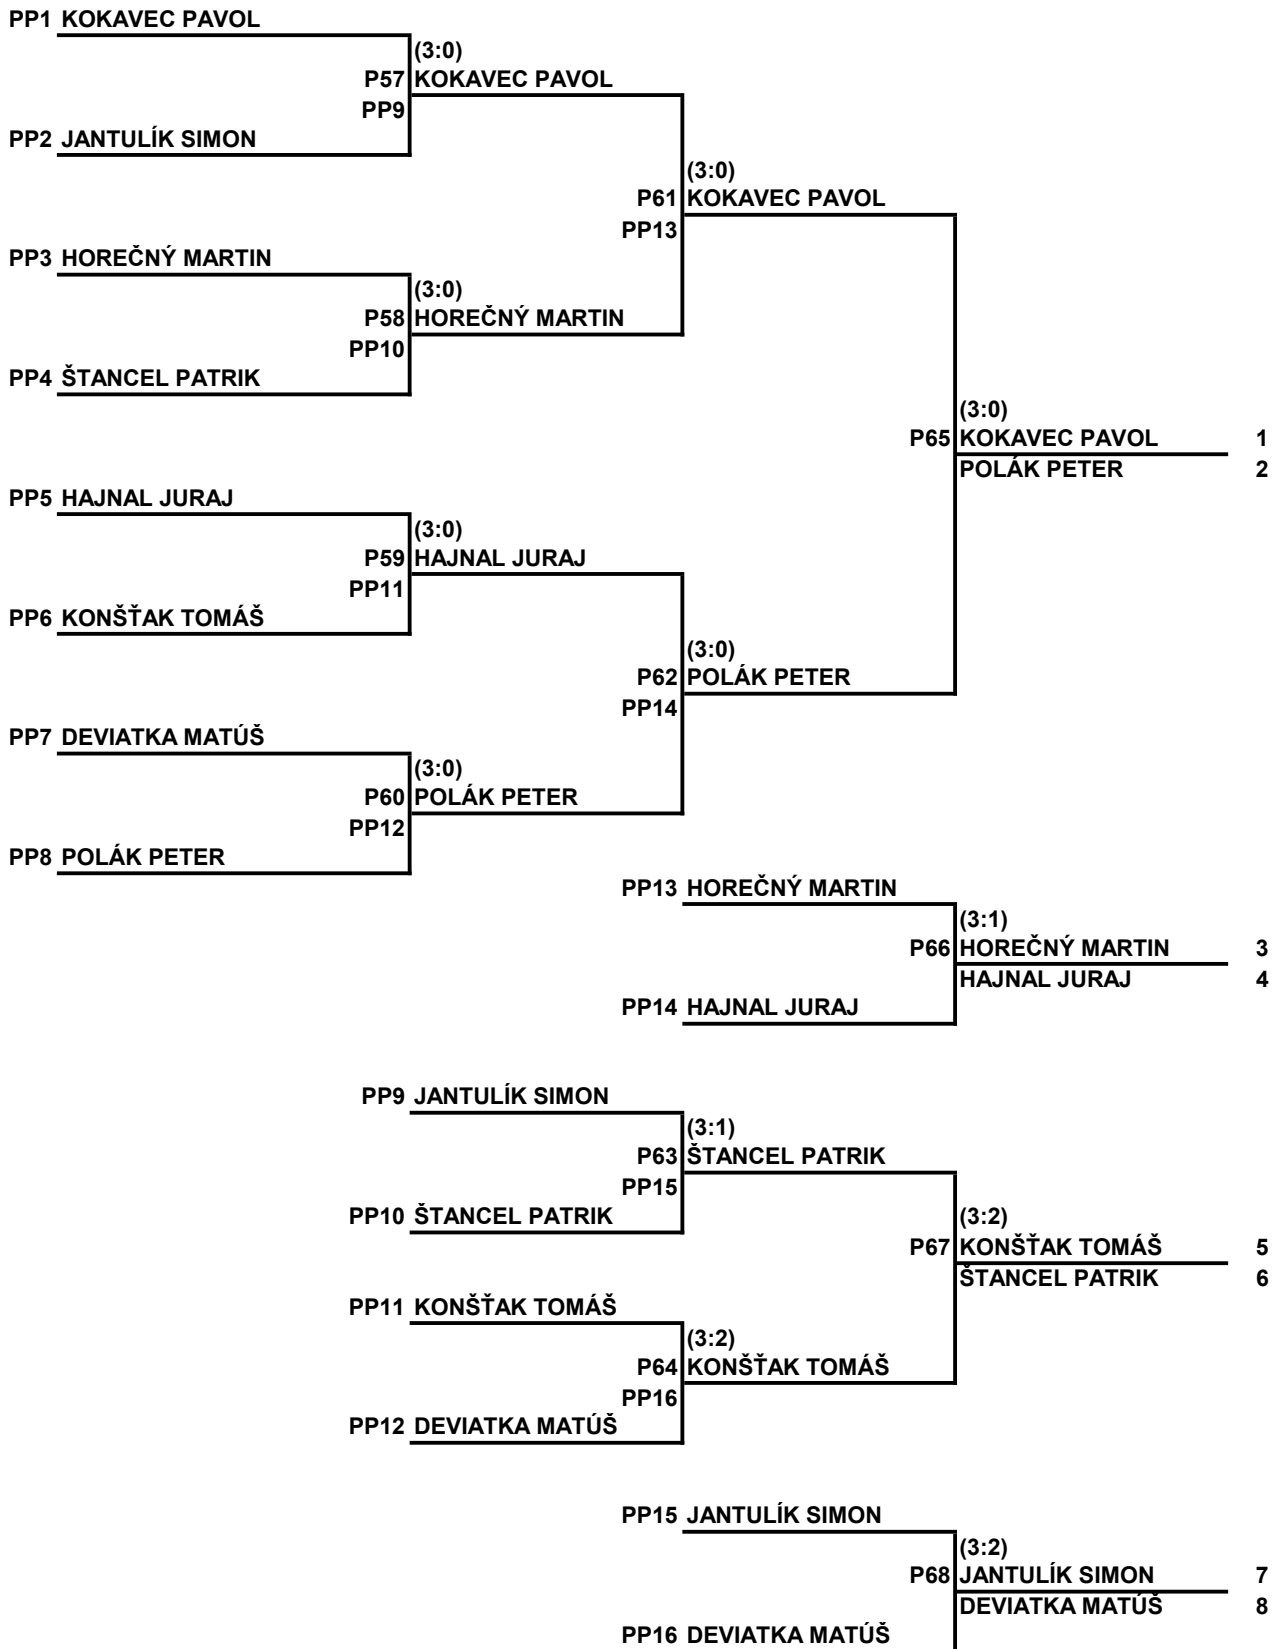 PP1 KOKAVEC PAVOL
(3:0)
P57 KOKAVEC PAVOL
PP9
PP2 JANTULÍK SIMON
(3:0)
P61 KOKAVEC PAVOL
PP13
PP3 HOREČNÝ MARTIN
(3:0)
P58 HOREČNÝ MARTIN
PP10
PP4 ŠTANCEL PATRIK
(3:0)
P65 KOKAVEC PAVOL 1
POLÁK PETER 2
PP5 HAJNAL JURAJ
(3:0)
P59 HAJNAL JURAJ
PP11
PP6 KONŠŤAK TOMÁŠ
(3:0)
P62 POLÁK PETER
PP14
PP7 DEVIATKA MATÚŠ
(3:0)
P60 POLÁK PETER
PP12
PP8 POLÁK PETER
PP13 HOREČNÝ MARTIN
(3:1)
P66 HOREČNÝ MARTIN 3
HAJNAL JURAJ 4
PP14 HAJNAL JURAJ
PP9 JANTULÍK SIMON
(3:1)
P63 ŠTANCEL PATRIK
PP15
PP10 ŠTANCEL PATRIK
(3:2)
P67 KONŠŤAK TOMÁŠ 5
ŠTANCEL PATRIK 6
PP11 KONŠŤAK TOMÁŠ
(3:2)
P64 KONŠŤAK TOMÁŠ
PP16
PP12 DEVIATKA MATÚŠ
PP15 JANTULÍK SIMON
(3:2)
P68 JANTULÍK SIMON 7
DEVIATKA MATÚŠ 8
PP16 DEVIATKA MATÚŠ